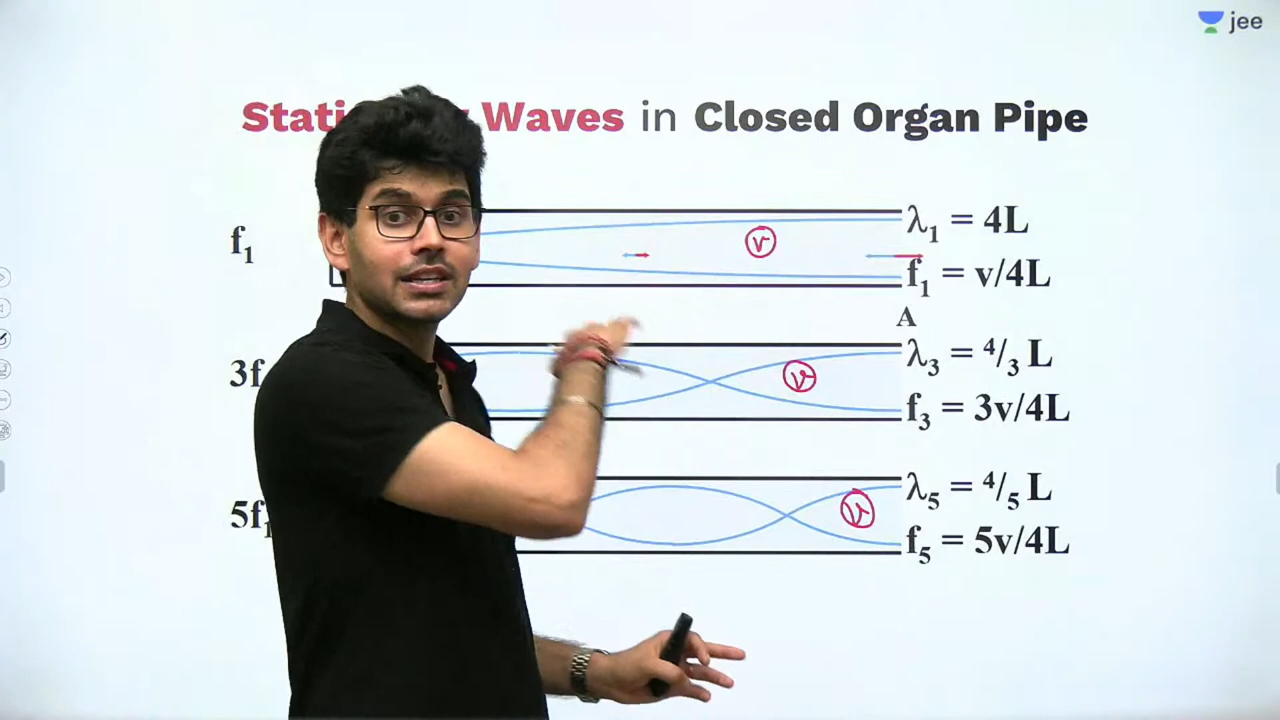 jee
Waves in Closed Organ Pipe
f₁
λ₁ = 4L
v
f₁ = v/4L
A
3f
λ₃ = ⁴/₃ L
v
f₃ = 3v/4L
5f₁
λ₅ = ⁴/₅ L
v
f₅ = 5v/4L